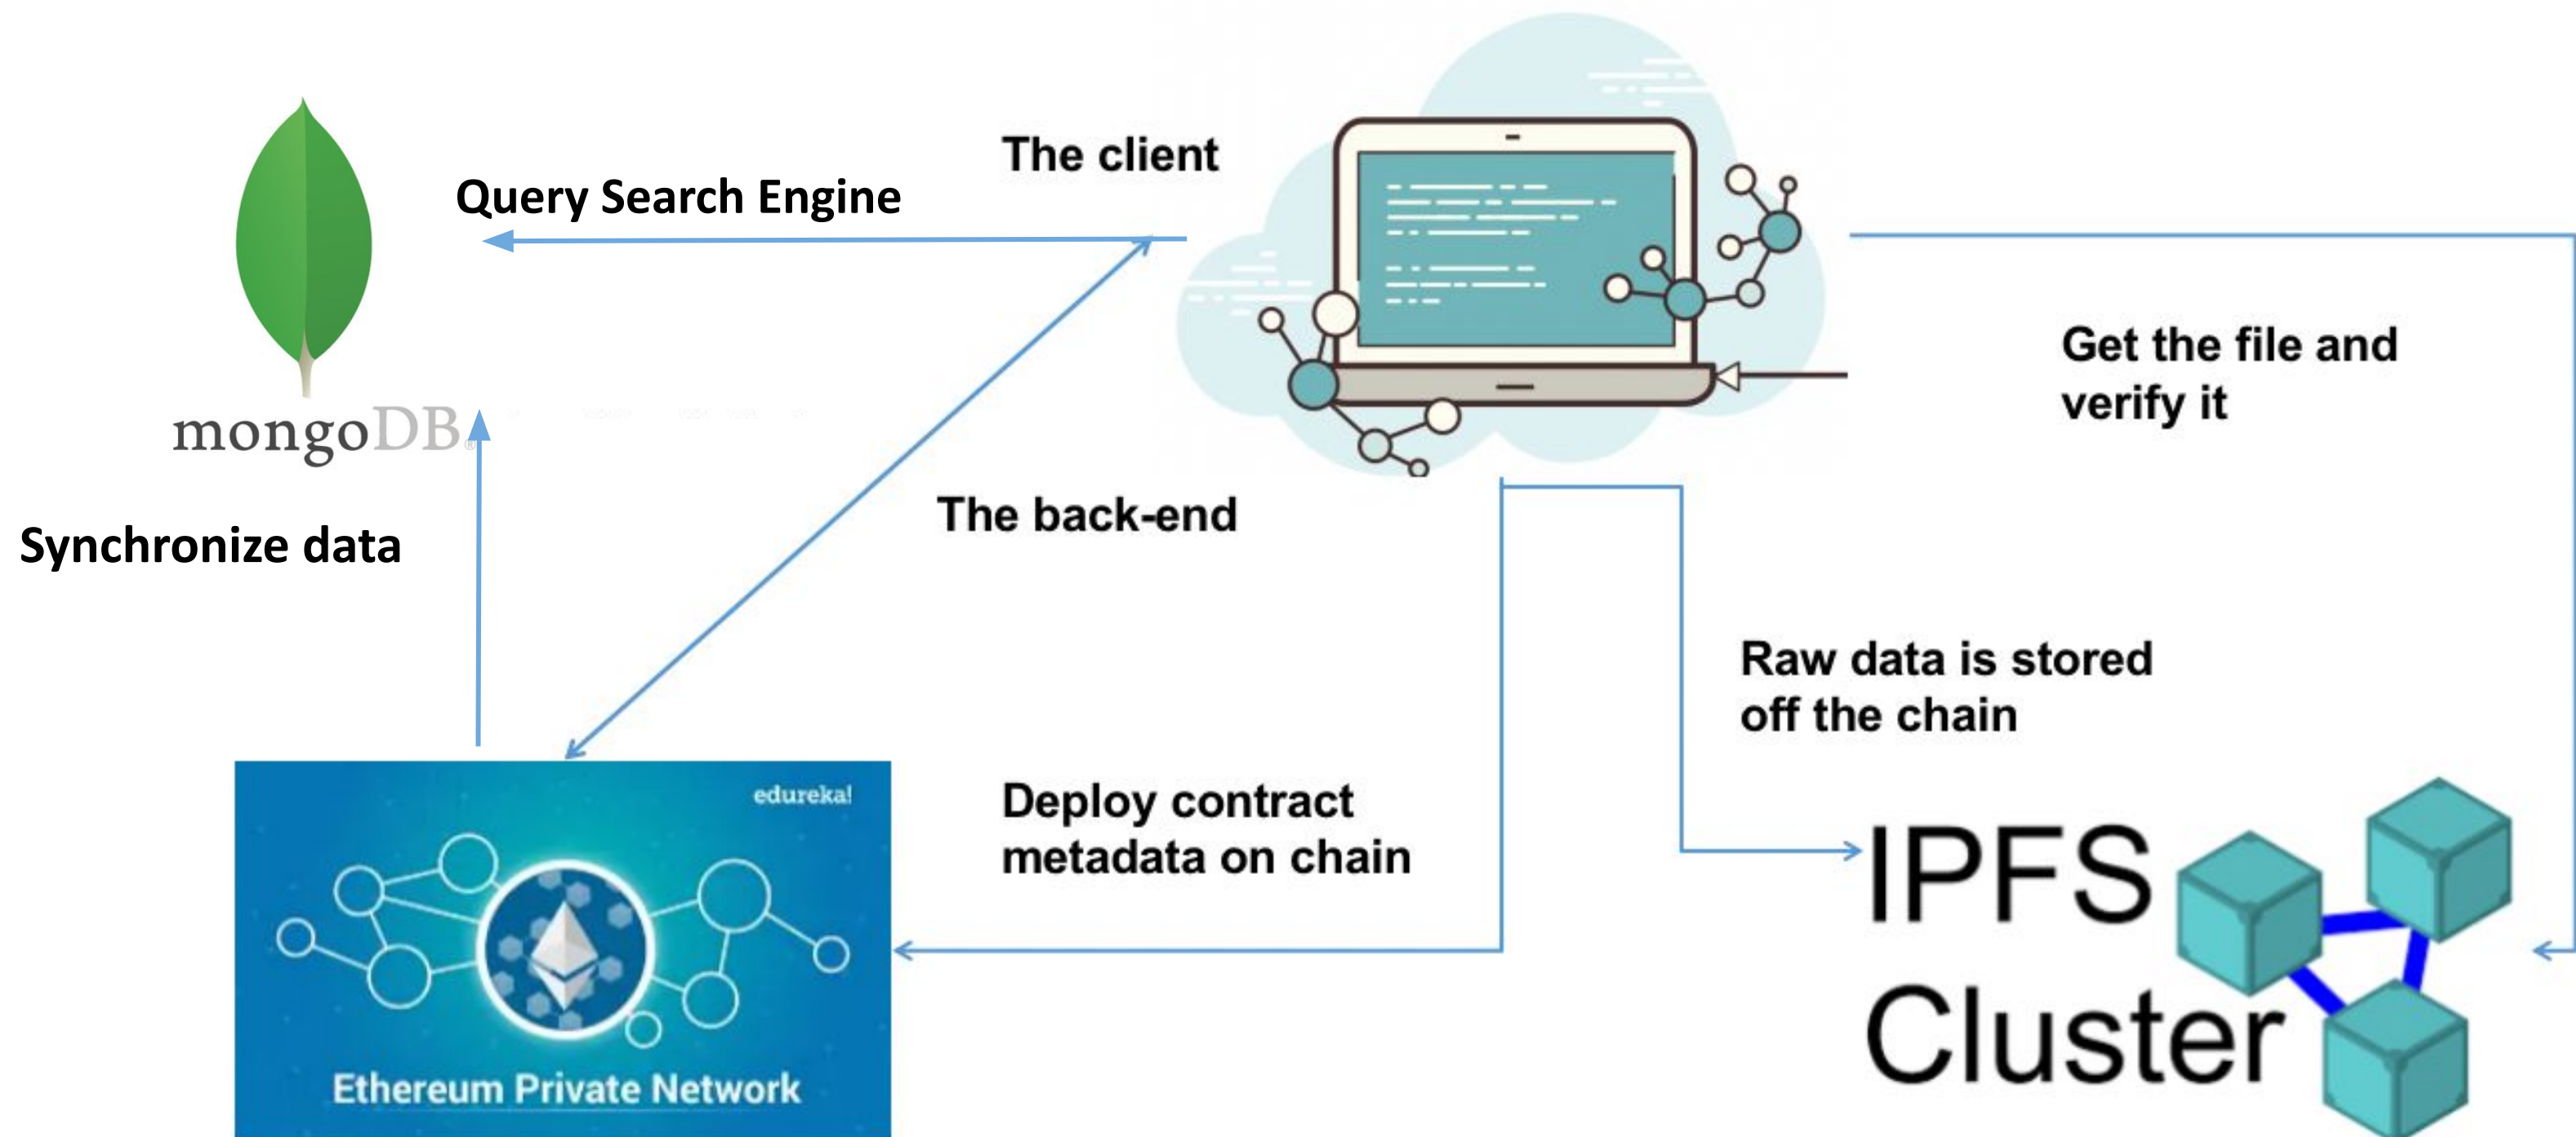 The client
Query Search Engine
Get the file and
verify it
mongoDB®
The back-end
Synchronize data
Raw data is stored
off the chain
edureka!
Deploy contract
metadata on chain
IPFS
Cluster
Ethereum Private Network